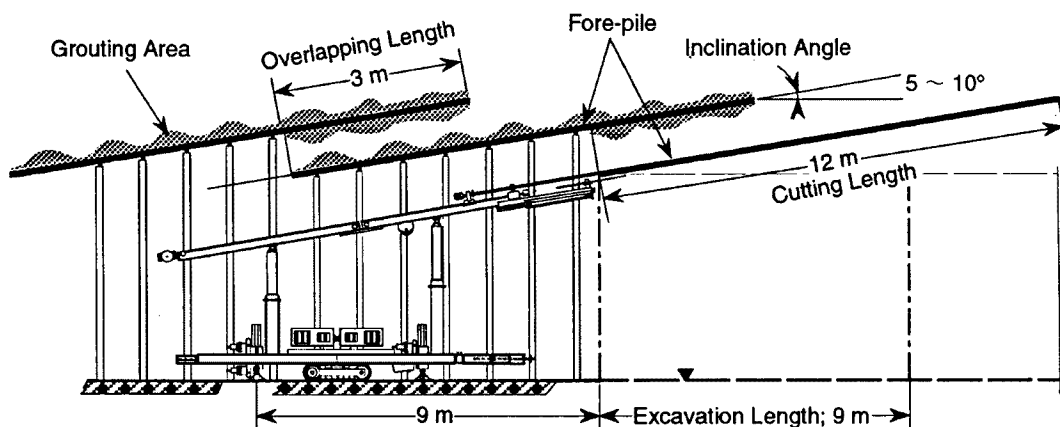 Grouting Area
Overlapping Length
3 m
Fore-pile
Inclination Angle
5 ~ 10°
12 m
Cutting Length
9 m
Excavation Length; 9 m